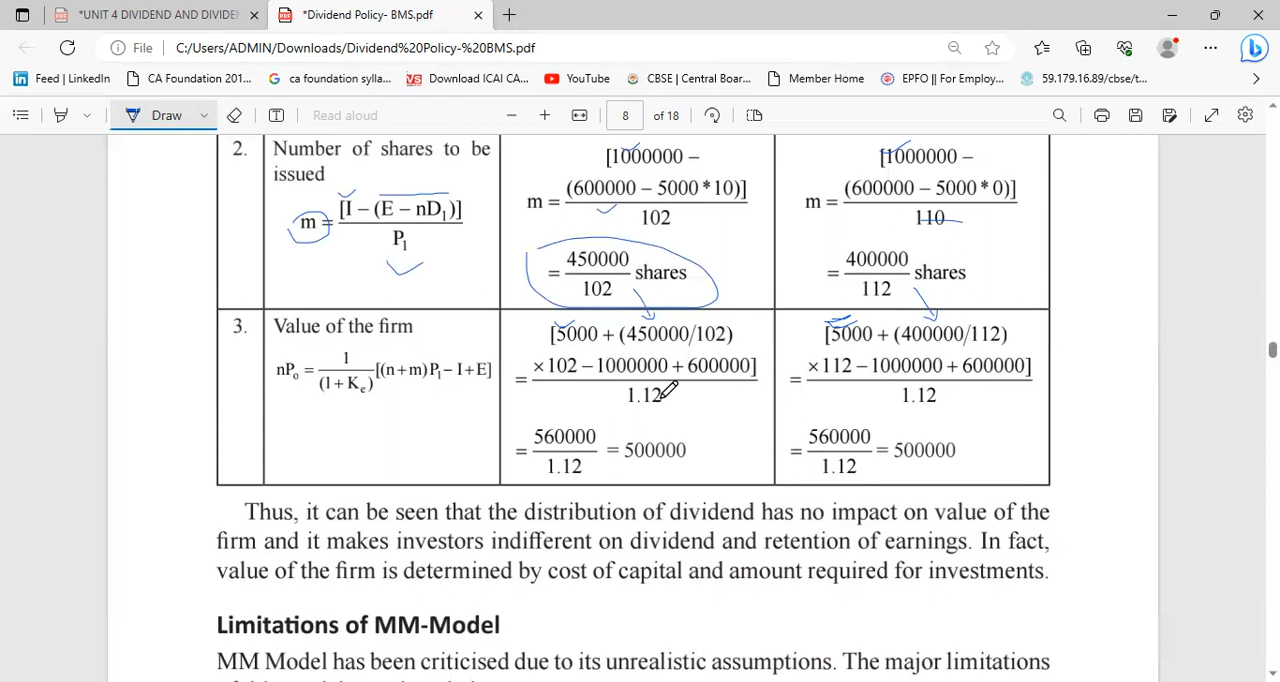 *UNIT 4 DIVIDEND AND DIVIDEN
*Dividend Policy- BMS.pdf
File C:/Users/ADMIN/Downloads/Dividend%20Policy-%20BMS.pdf
Feed | LinkedIn CA Foundation 201... ca foundation sylla... Download ICAI CA... YouTube CBSE | Central Boar... Member Home EPFO || For Employ... 59.179.16.89/cbse/t...
Draw Read aloud 8 of 18
2. Number of shares to be issued
m = [I – (E – nD₁)] / P₁
m = [1000000 – (600000 – 5000 * 10)] / 102
= 450000 / 102 shares
m = [1000000 – (600000 – 5000 * 0)] / 110
= 400000 / 112 shares
3. Value of the firm
nPₒ = 1 / (1 + Kₑ) [(n + m) P₁ – I + E]
= [5000 + (450000/102) × 102 – 1000000 + 600000] / 1.12
= 560000 / 1.12 = 500000
= [5000 + (400000/112) × 112 – 1000000 + 600000] / 1.12
= 560000 / 1.12 = 500000
Thus, it can be seen that the distribution of dividend has no impact on value of the
firm and it makes investors indifferent on dividend and retention of earnings. In fact,
value of the firm is determined by cost of capital and amount required for investments.
Limitations of MM-Model
MM Model has been criticised due to its unrealistic assumptions. The major limitations